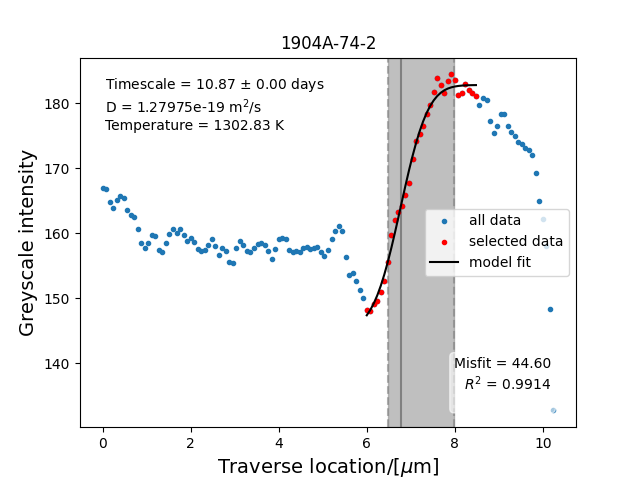 1904A-74-2
Timescale = 10.87 ± 0.00 days
D = 1.27975e-19 m²/s
Temperature = 1302.83 K
Greyscale intensity
180
170
160
150
140
all data
selected data
model fit
Misfit = 44.60
R² = 0.9914
0 2 4 6 8 10
Traverse location/[μm]